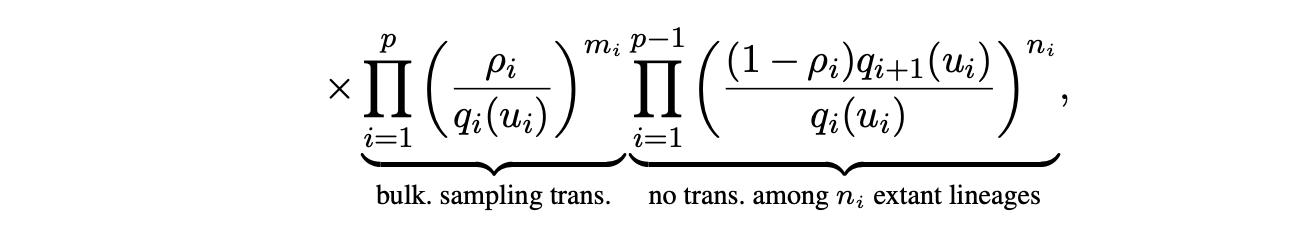 × ∏_{i=1}^{p} (ρ_i / q_i(u_i))^{m_i} ∏_{i=1}^{p−1} ((1 − ρ_i)q_{i+1}(u_i) / q_i(u_i))^{n_i},
bulk. sampling trans. no trans. among n_i extant lineages